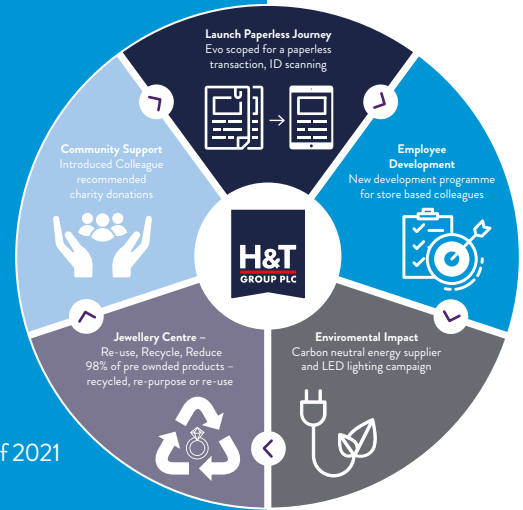 Launch Paperless Journey
Evo scoped for a paperless
transaction, ID scanning
Employee
Development
New development programme
for store based colleagues
Enviromental Impact
Carbon neutral energy supplier
and LED lighting campaign
Jewellery Centre –
Re-use, Recycle, Reduce
98% of pre ownded products –
recycled, re-purpose or re-use
Community Support
Introduced Colleague
recommended
charity donations
H&T
GROUP PLC
of 2021